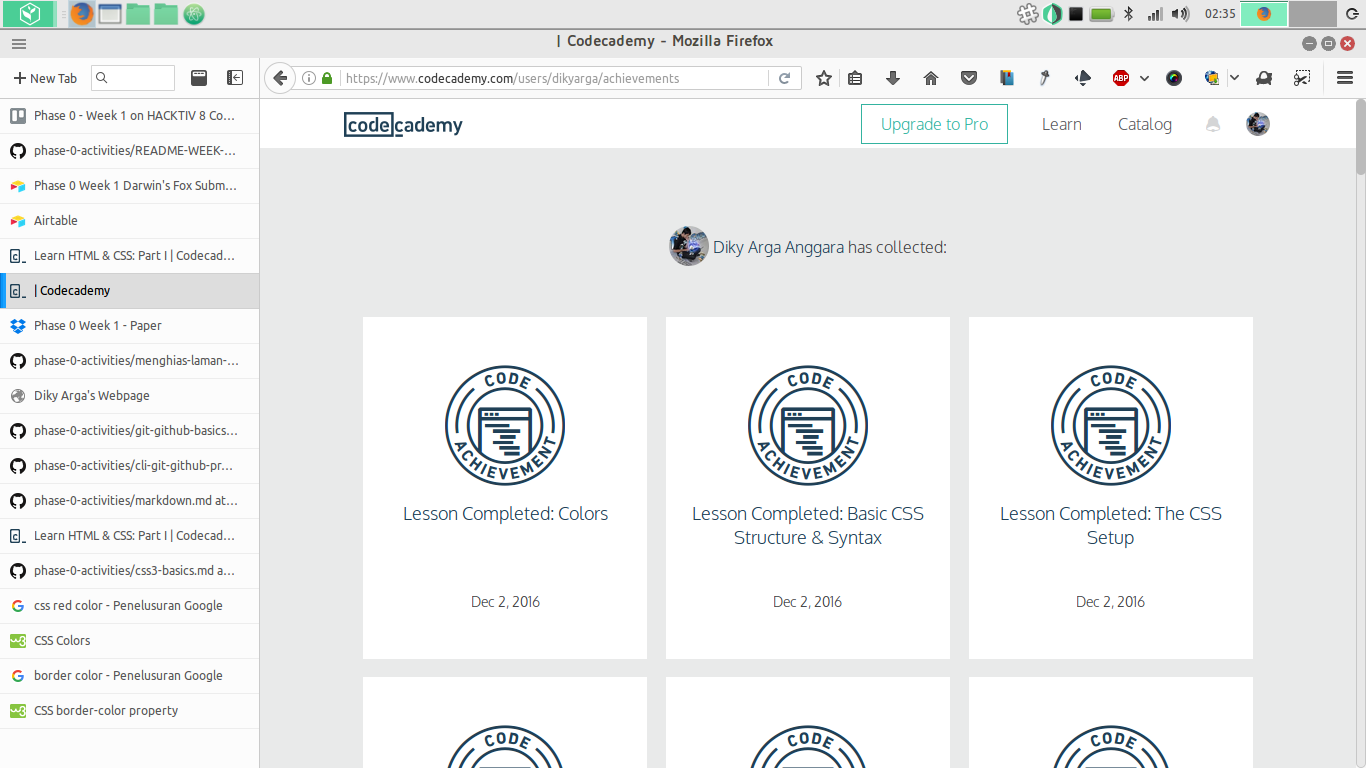 02:35
| Codecademy - Mozilla Firefox
New Tab
https://www.codecademy.com/users/dikyarga/achievements
ABP
Phase 0 - Week 1 on HACKTIV 8 Co...
phase-0-activities/README-WEEK-...
Phase 0 Week 1 Darwin's Fox Subm...
Airtable
Learn HTML & CSS: Part I | Codecad...
| Codecademy
Phase 0 Week 1 - Paper
phase-0-activities/menghias-laman-...
Diky Arga's Webpage
phase-0-activities/git-github-basics...
phase-0-activities/cli-git-github-pr...
phase-0-activities/markdown.md at...
Learn HTML & CSS: Part I | Codecad...
phase-0-activities/css3-basics.md a...
css red color - Penelusuran Google
CSS Colors
border color - Penelusuran Google
CSS border-color property
codecademy
Upgrade to Pro
Learn
Catalog
Diky Arga Anggara has collected:
CODE
ACHIEVEMENT
Lesson Completed: Colors
Dec 2, 2016
CODE
ACHIEVEMENT
Lesson Completed: Basic CSS
Structure & Syntax
Dec 2, 2016
CODE
ACHIEVEMENT
Lesson Completed: The CSS
Setup
Dec 2, 2016
CODE
CODE
CODE